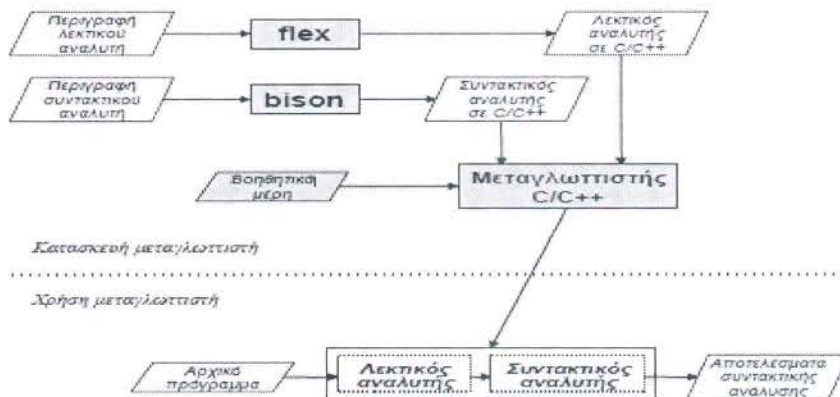 Περιγραφή
λεκτικού
αναλυτή
flex
Λεκτικός
αναλυτής
σε C/C++
Περιγραφή
συντακτικού
αναλυτή
bison
Συντακτικός
αναλυτής
σε C/C++
Βοηθητικά
μέρη
Μεταγλωττιστής
C/C++
Κατασκευή μεταγλωττιστή
Χρήση μεταγλωττιστή
Αρχικό
πρόγραμμα
Λεκτικός
αναλυτής
Συντακτικός
αναλυτής
Αποτελέσματα
συντακτικής
ανάλυσης